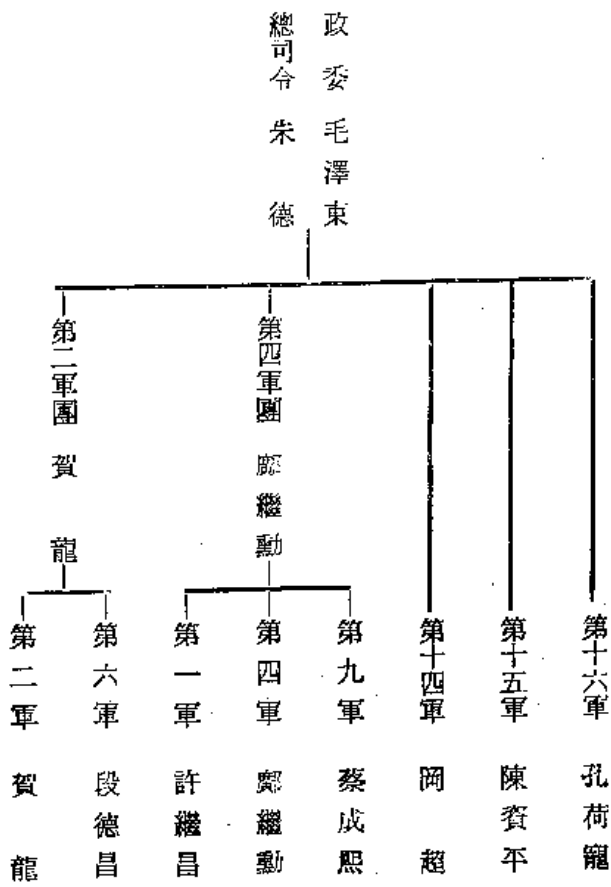 政委毛澤東
總司令朱德
第四軍團鄺繼勳
第二軍團賀龍
第十六軍孔荷寵
第十五軍陳資平
第十四軍岡超
第九軍蔡成熙
第四軍鄺繼勳
第一軍許繼昌
第六軍段德昌
第二軍賀龍